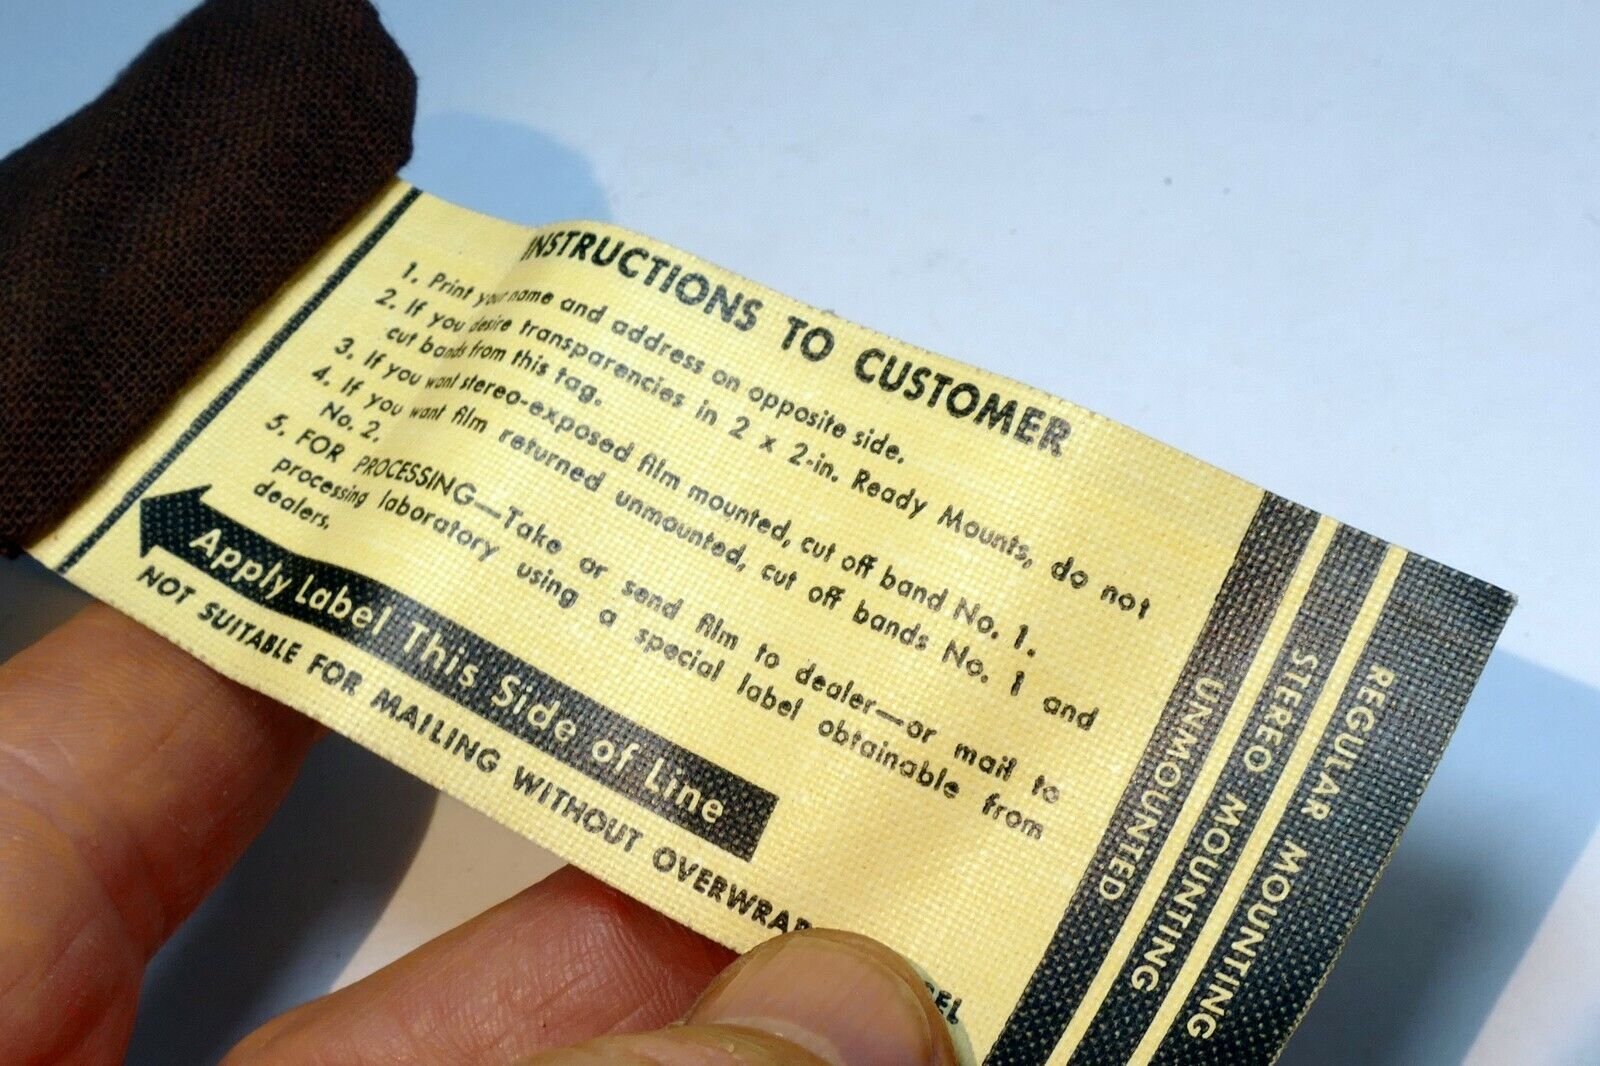 INSTRUCTIONS TO CUSTOMER
1. Print your name and address on opposite side.
2. If you desire transparencies in 2 x 2-in. Ready Mounts, do not
cut bands from this tag.
3. If you want stereo-exposed film mounted, cut off band No. 1.
4. If you want film returned unmounted, cut off bands No. 1 and
No. 2.
5. FOR PROCESSING—Take or send film to dealer—or mail to
processing laboratory using a special label obtainable from
dealers.
Apply Label This Side of Line
NOT SUITABLE FOR MAILING WITHOUT OVERWRAP
UNMOUNTED
STEREO MOUNTING
REGULAR MOUNTING